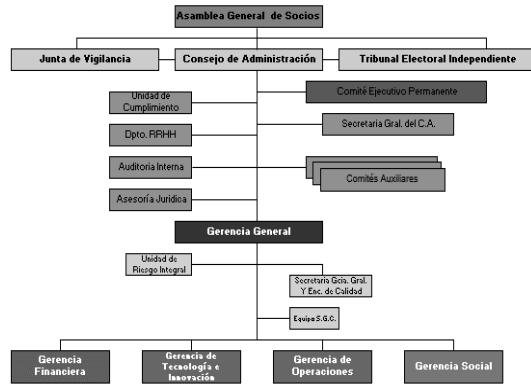 Asamblea General de Socios
Junta de Vigilancia
Consejo de Administración
Tribunal Electoral Independiente
Unidad de
Cumplimiento
Comité Ejecutivo Permanente
Dpto. RRHH
Secretaria Gral. del C.A.
Auditoria Interna
Comités Auxiliares
Asesoría Juridica
Gerencia General
Unidad de
Riesgo Integral
Secretaria Gcia. Gral.
Y Enc. de Calidad
Equipo S.G.C.
Gerencia
Financiera
Gerencia de
Tecnología e
Innovación
Gerencia de
Operaciones
Gerencia Social